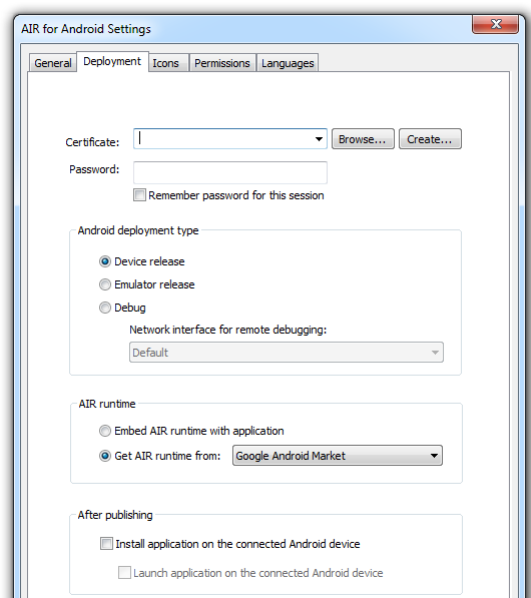 AIR for Android Settings
General Deployment Icons Permissions Languages
Certificate: Browse... Create...
Password:
Remember password for this session
Android deployment type
Device release
Emulator release
Debug
Network interface for remote debugging:
Default
AIR runtime
Embed AIR runtime with application
Get AIR runtime from: Google Android Market
After publishing
Install application on the connected Android device
Launch application on the connected Android device